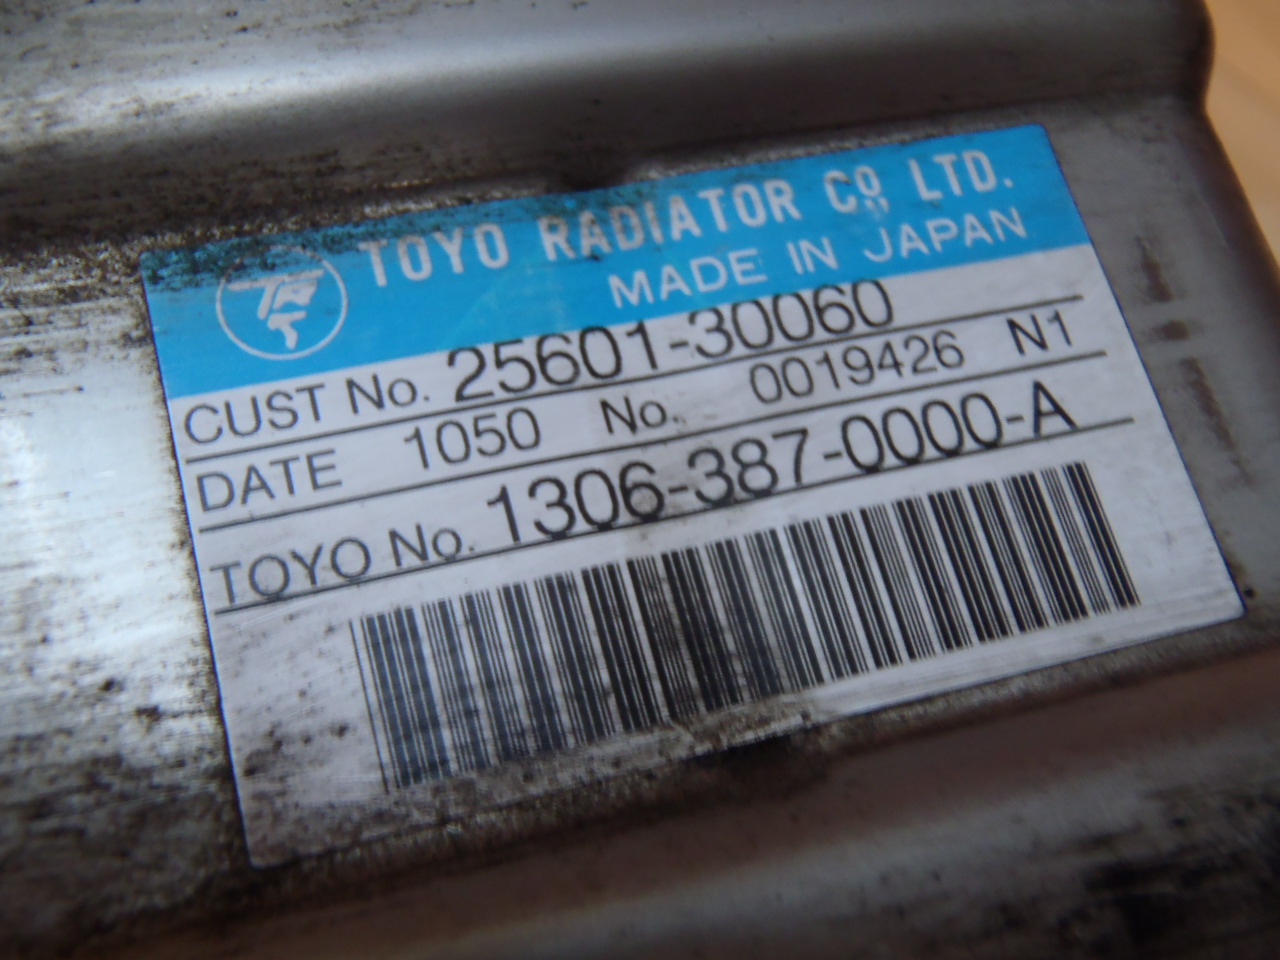 TOYO RADIATOR Co., LTD.
MADE IN JAPAN
CUST No. 25601-30060
DATE 1050 No. 0019426 N1
TOYO No. 1306-387-0000-A